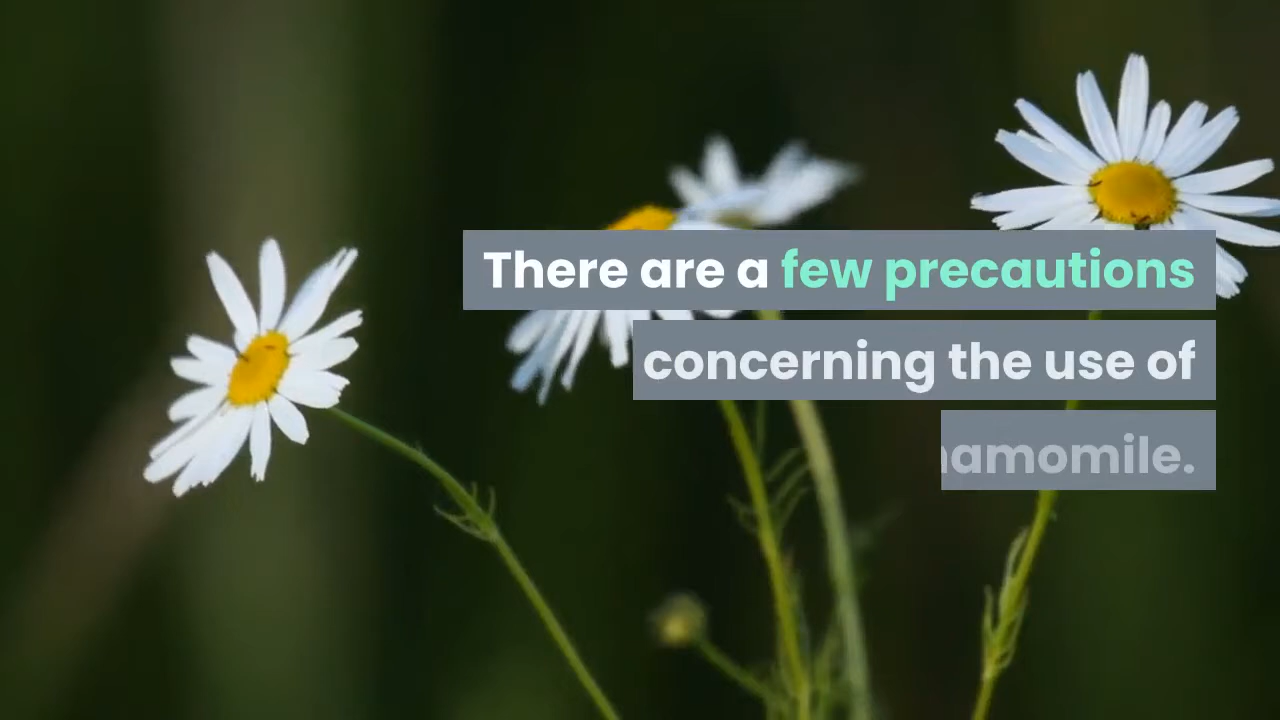 There are a few precautions
concerning the use of
hamomile.